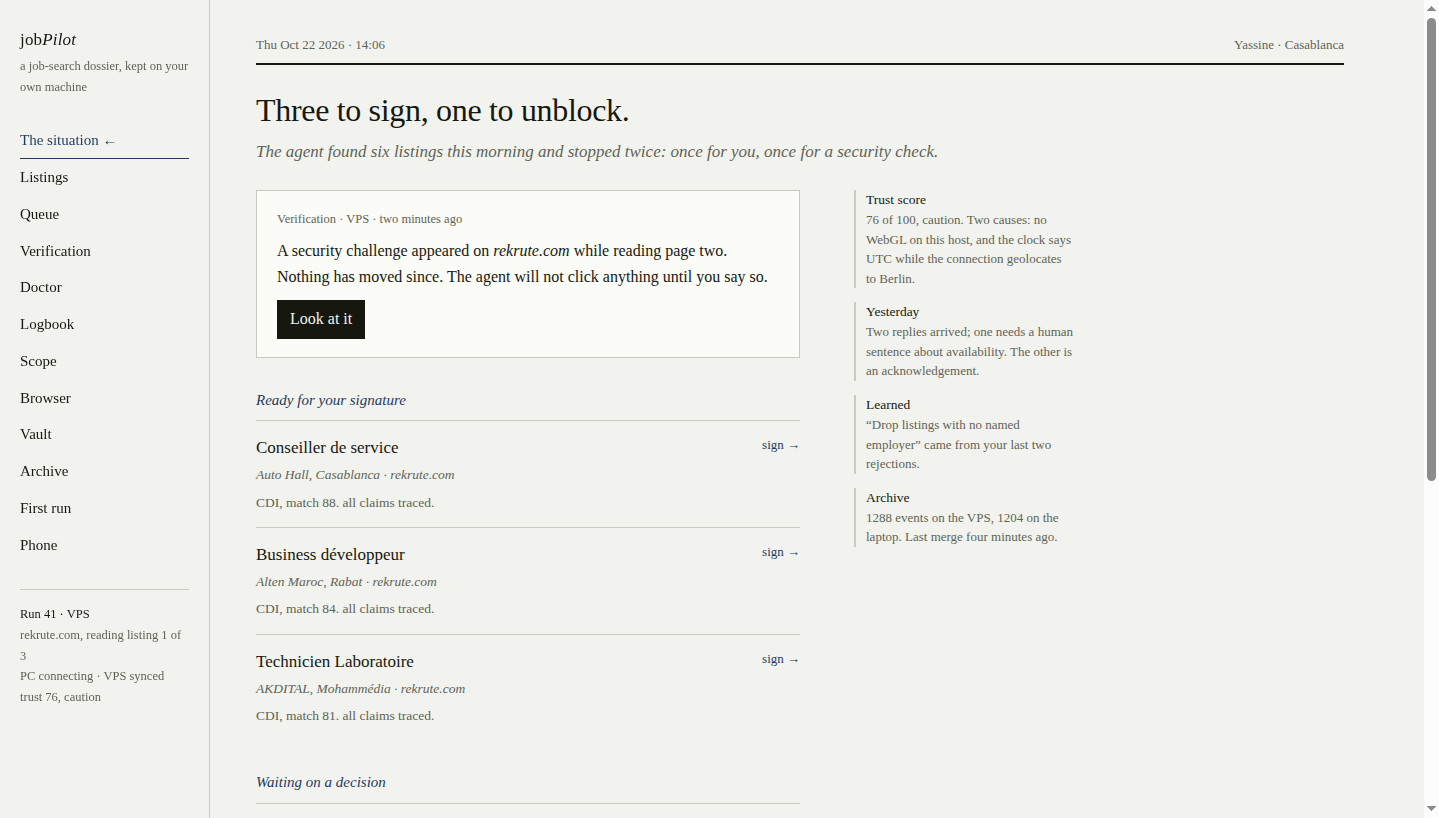 jobPilot
a job-search dossier, kept on your
own machine
The situation ←
Listings
Queue
Verification
Doctor
Logbook
Scope
Browser
Vault
Archive
First run
Phone
Run 41 · VPS
rekrute.com, reading listing 1 of
3
PC connecting · VPS synced
trust 76, caution
Thu Oct 22 2026 · 14:06
Yassine · Casablanca
Three to sign, one to unblock.
The agent found six listings this morning and stopped twice: once for you, once for a security check.
Verification · VPS · two minutes ago
A security challenge appeared on rekrute.com while reading page two.
Nothing has moved since. The agent will not click anything until you say so.
Look at it
Ready for your signature
Conseiller de service
sign →
Auto Hall, Casablanca · rekrute.com
CDI, match 88. all claims traced.
Business développeur
sign →
Alten Maroc, Rabat · rekrute.com
CDI, match 84. all claims traced.
Technicien Laboratoire
sign →
AKDITAL, Mohammédia · rekrute.com
CDI, match 81. all claims traced.
Waiting on a decision
Trust score
76 of 100, caution. Two causes: no
WebGL on this host, and the clock says
UTC while the connection geolocates
to Berlin.
Yesterday
Two replies arrived; one needs a human
sentence about availability. The other is
an acknowledgement.
Learned
“Drop listings with no named
employer” came from your last two
rejections.
Archive
1288 events on the VPS, 1204 on the
laptop. Last merge four minutes ago.